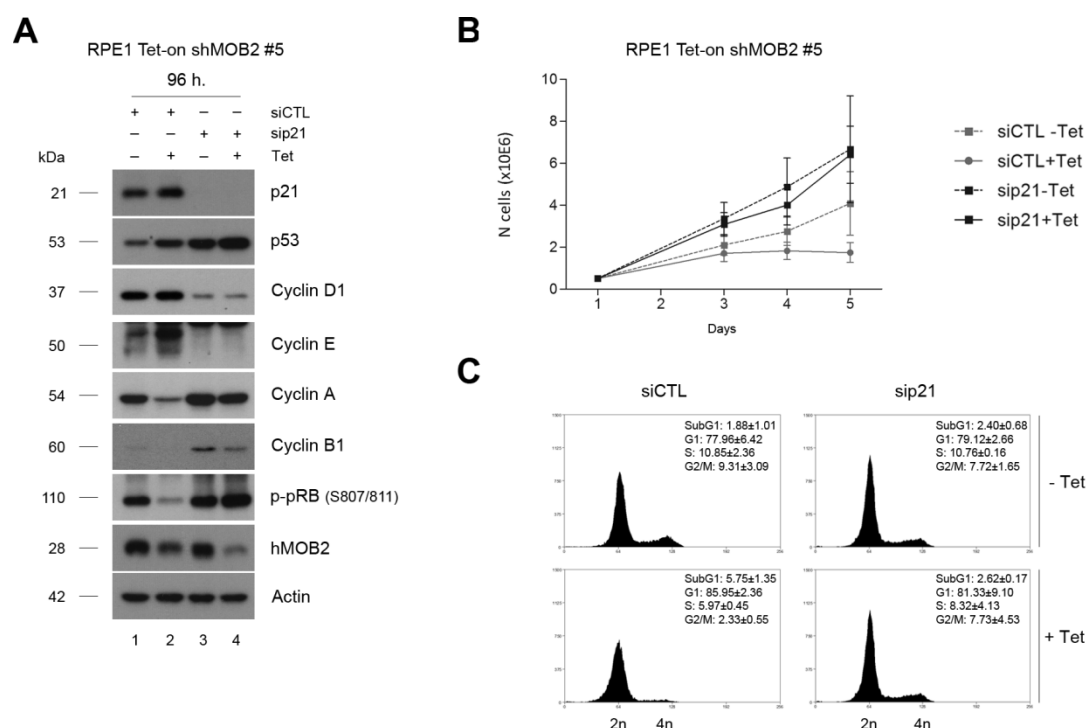 A
RPE1 Tet-on shMOB2 #5
96 h.
+ + – – siCTL
– – + + sip21
kDa – + – + Tet
21 p21
53 p53
37 Cyclin D1
50 Cyclin E
54 Cyclin A
60 Cyclin B1
110 p-pRB (S807/811)
28 hMOB2
42 Actin
1 2 3 4
B
RPE1 Tet-on shMOB2 #5
N cells (x10E6)
10
8
6
4
2
0
1 2 3 4 5
Days
siCTL -Tet
siCTL+Tet
sip21-Tet
sip21+Tet
C
siCTL
sip21
SubG1: 1.88±1.01
G1: 77.96±6.42
S: 10.85±2.36
G2/M: 9.31±3.09
SubG1: 2.40±0.68
G1: 79.12±2.66
S: 10.76±0.16
G2/M: 7.72±1.65
- Tet
SubG1: 5.75±1.35
G1: 85.95±2.36
S: 5.97±0.45
G2/M: 2.33±0.55
SubG1: 2.62±0.17
G1: 81.33±9.10
S: 8.32±4.13
G2/M: 7.73±4.53
+ Tet
2n 4n
2n 4n